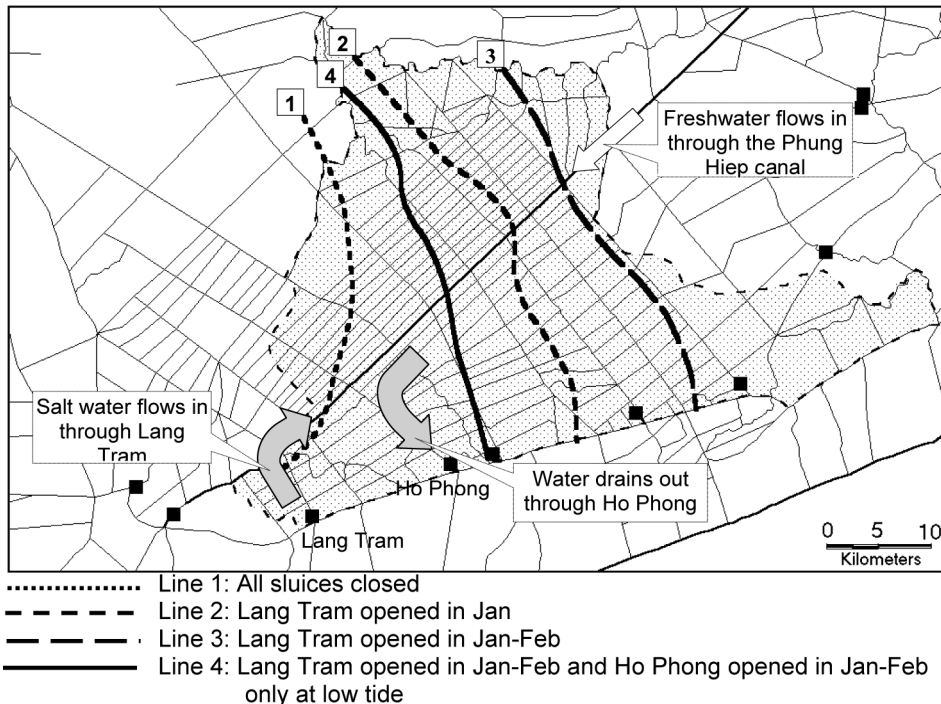 2
3
4
1
Freshwater flows in
through the Phung
Hiep canal
Salt water flows in
through Lang
Tram
Ho Phong
Water drains out
through Ho Phong
Lang Tram
0 5 10
Kilometers
Line 1: All sluices closed
Line 2: Lang Tram opened in Jan
Line 3: Lang Tram opened in Jan-Feb
Line 4: Lang Tram opened in Jan-Feb and Ho Phong opened in Jan-Feb
only at low tide